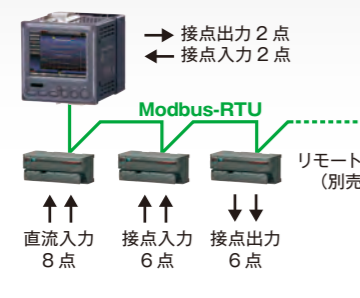 接点出力 2 点
接点入力 2 点
Modbus-RTU
リモート
(別売
直流入力
8 点
接点入力
6 点
接点出力
6 点